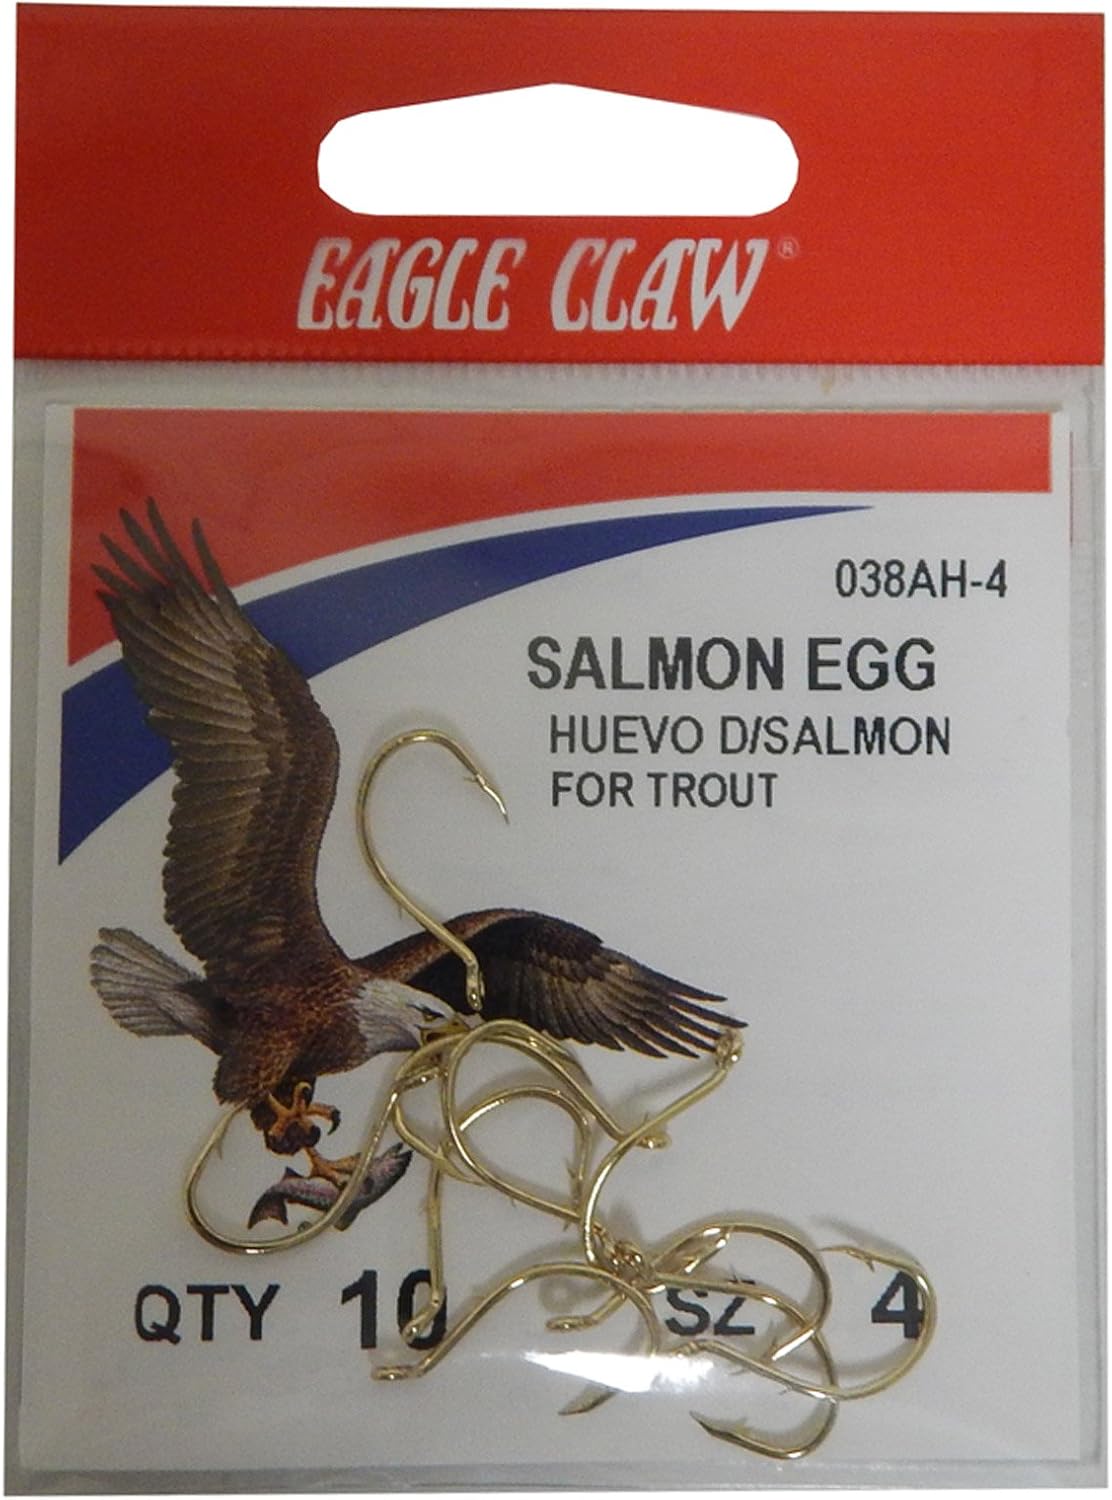 EAGLE CLAW®
038AH-4
SALMON EGG
HUEVO D/SALMON
FOR TROUT
QTY 10 SZ 4